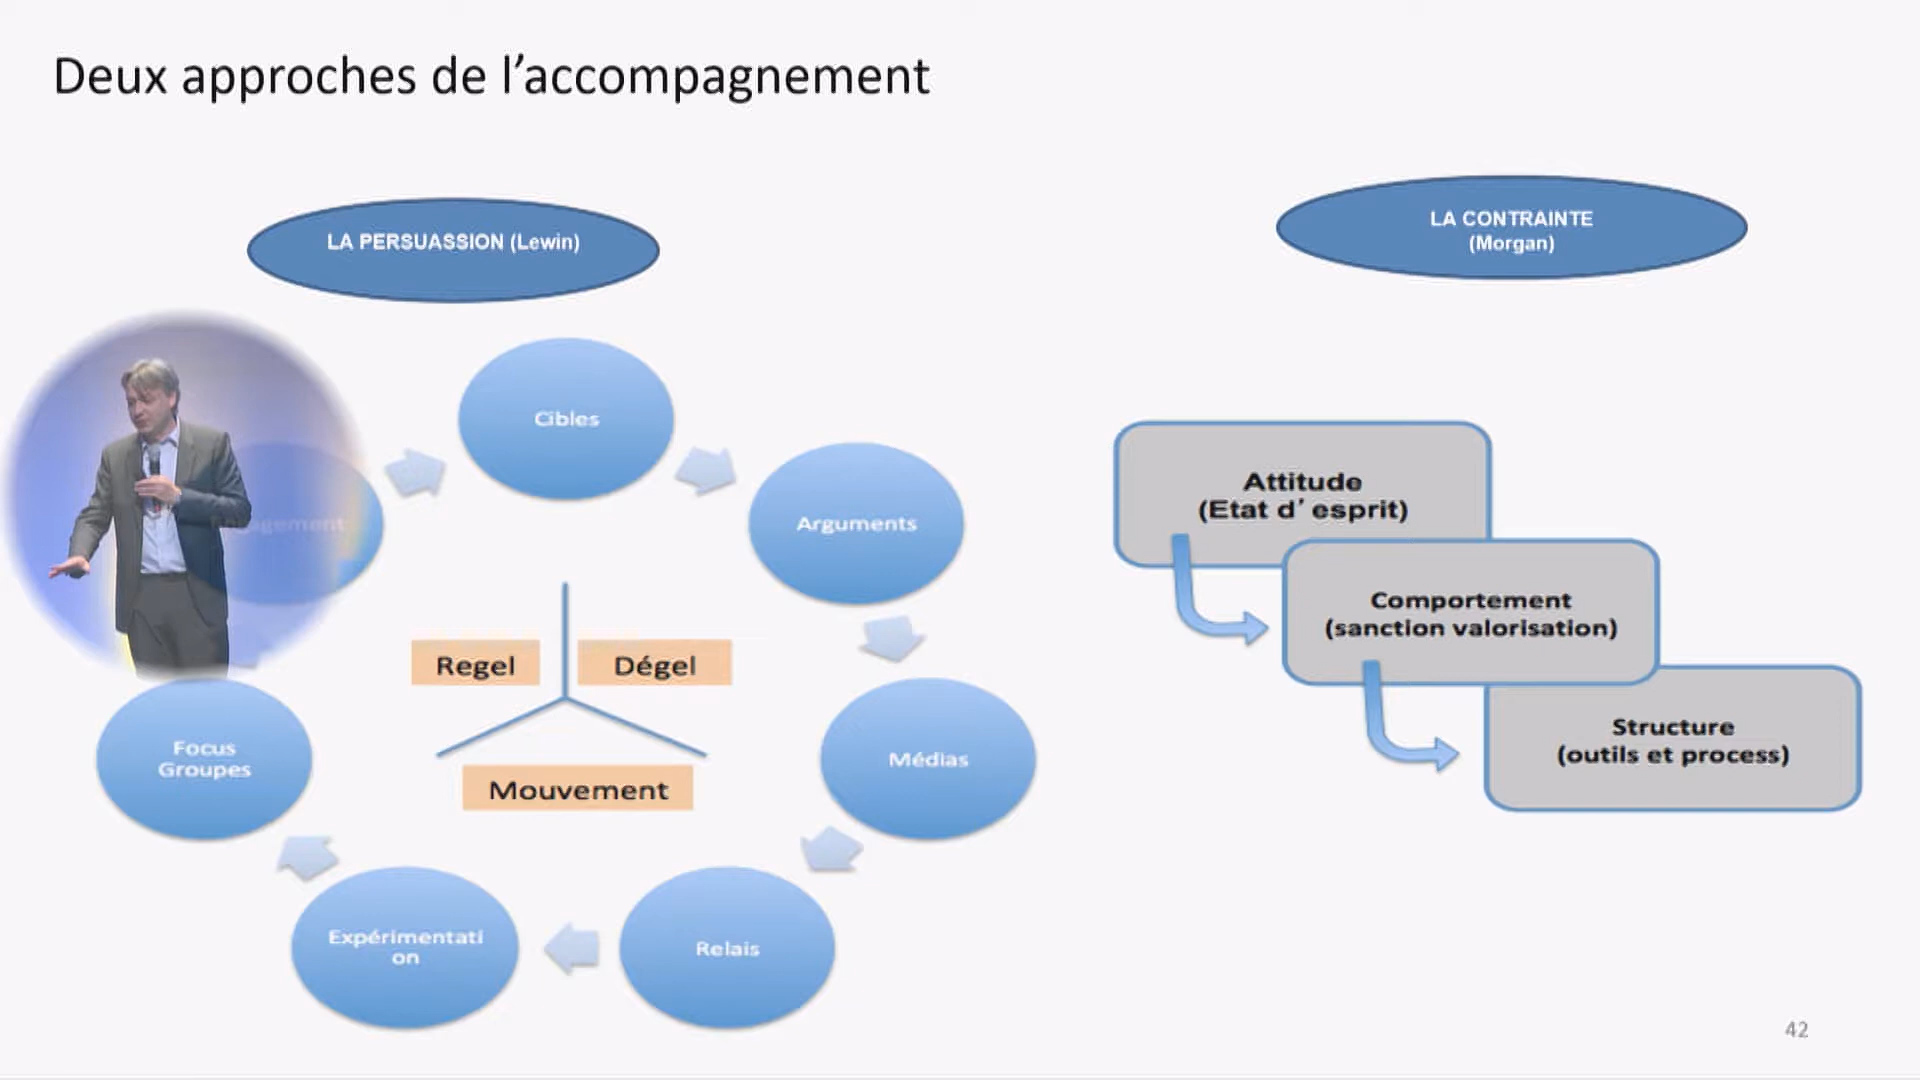 Deux approches de l’accompagnement
LA PERSUASSION (Lewin)
LA CONTRAINTE
(Morgan)
Cibles
Arguments
Médias
Relais
Expérimentati
on
Focus
Groupes
Regel
Dégel
Mouvement
Attitude
(Etat d’ esprit)
Comportement
(sanction valorisation)
Structure
(outils et process)
42